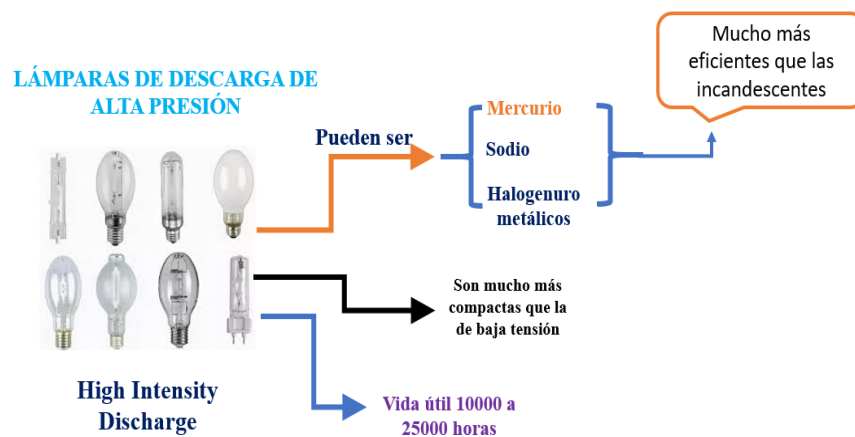 LÁMPARAS DE DESCARGA DE
ALTA PRESIÓN
Pueden ser
Mercurio
Sodio
Halogenuro
metálicos
Mucho más
eficientes que las
incandescentes
Son mucho más
compactas que la
de baja tensión
High Intensity
Discharge
Vida útil 10000 a
25000 horas